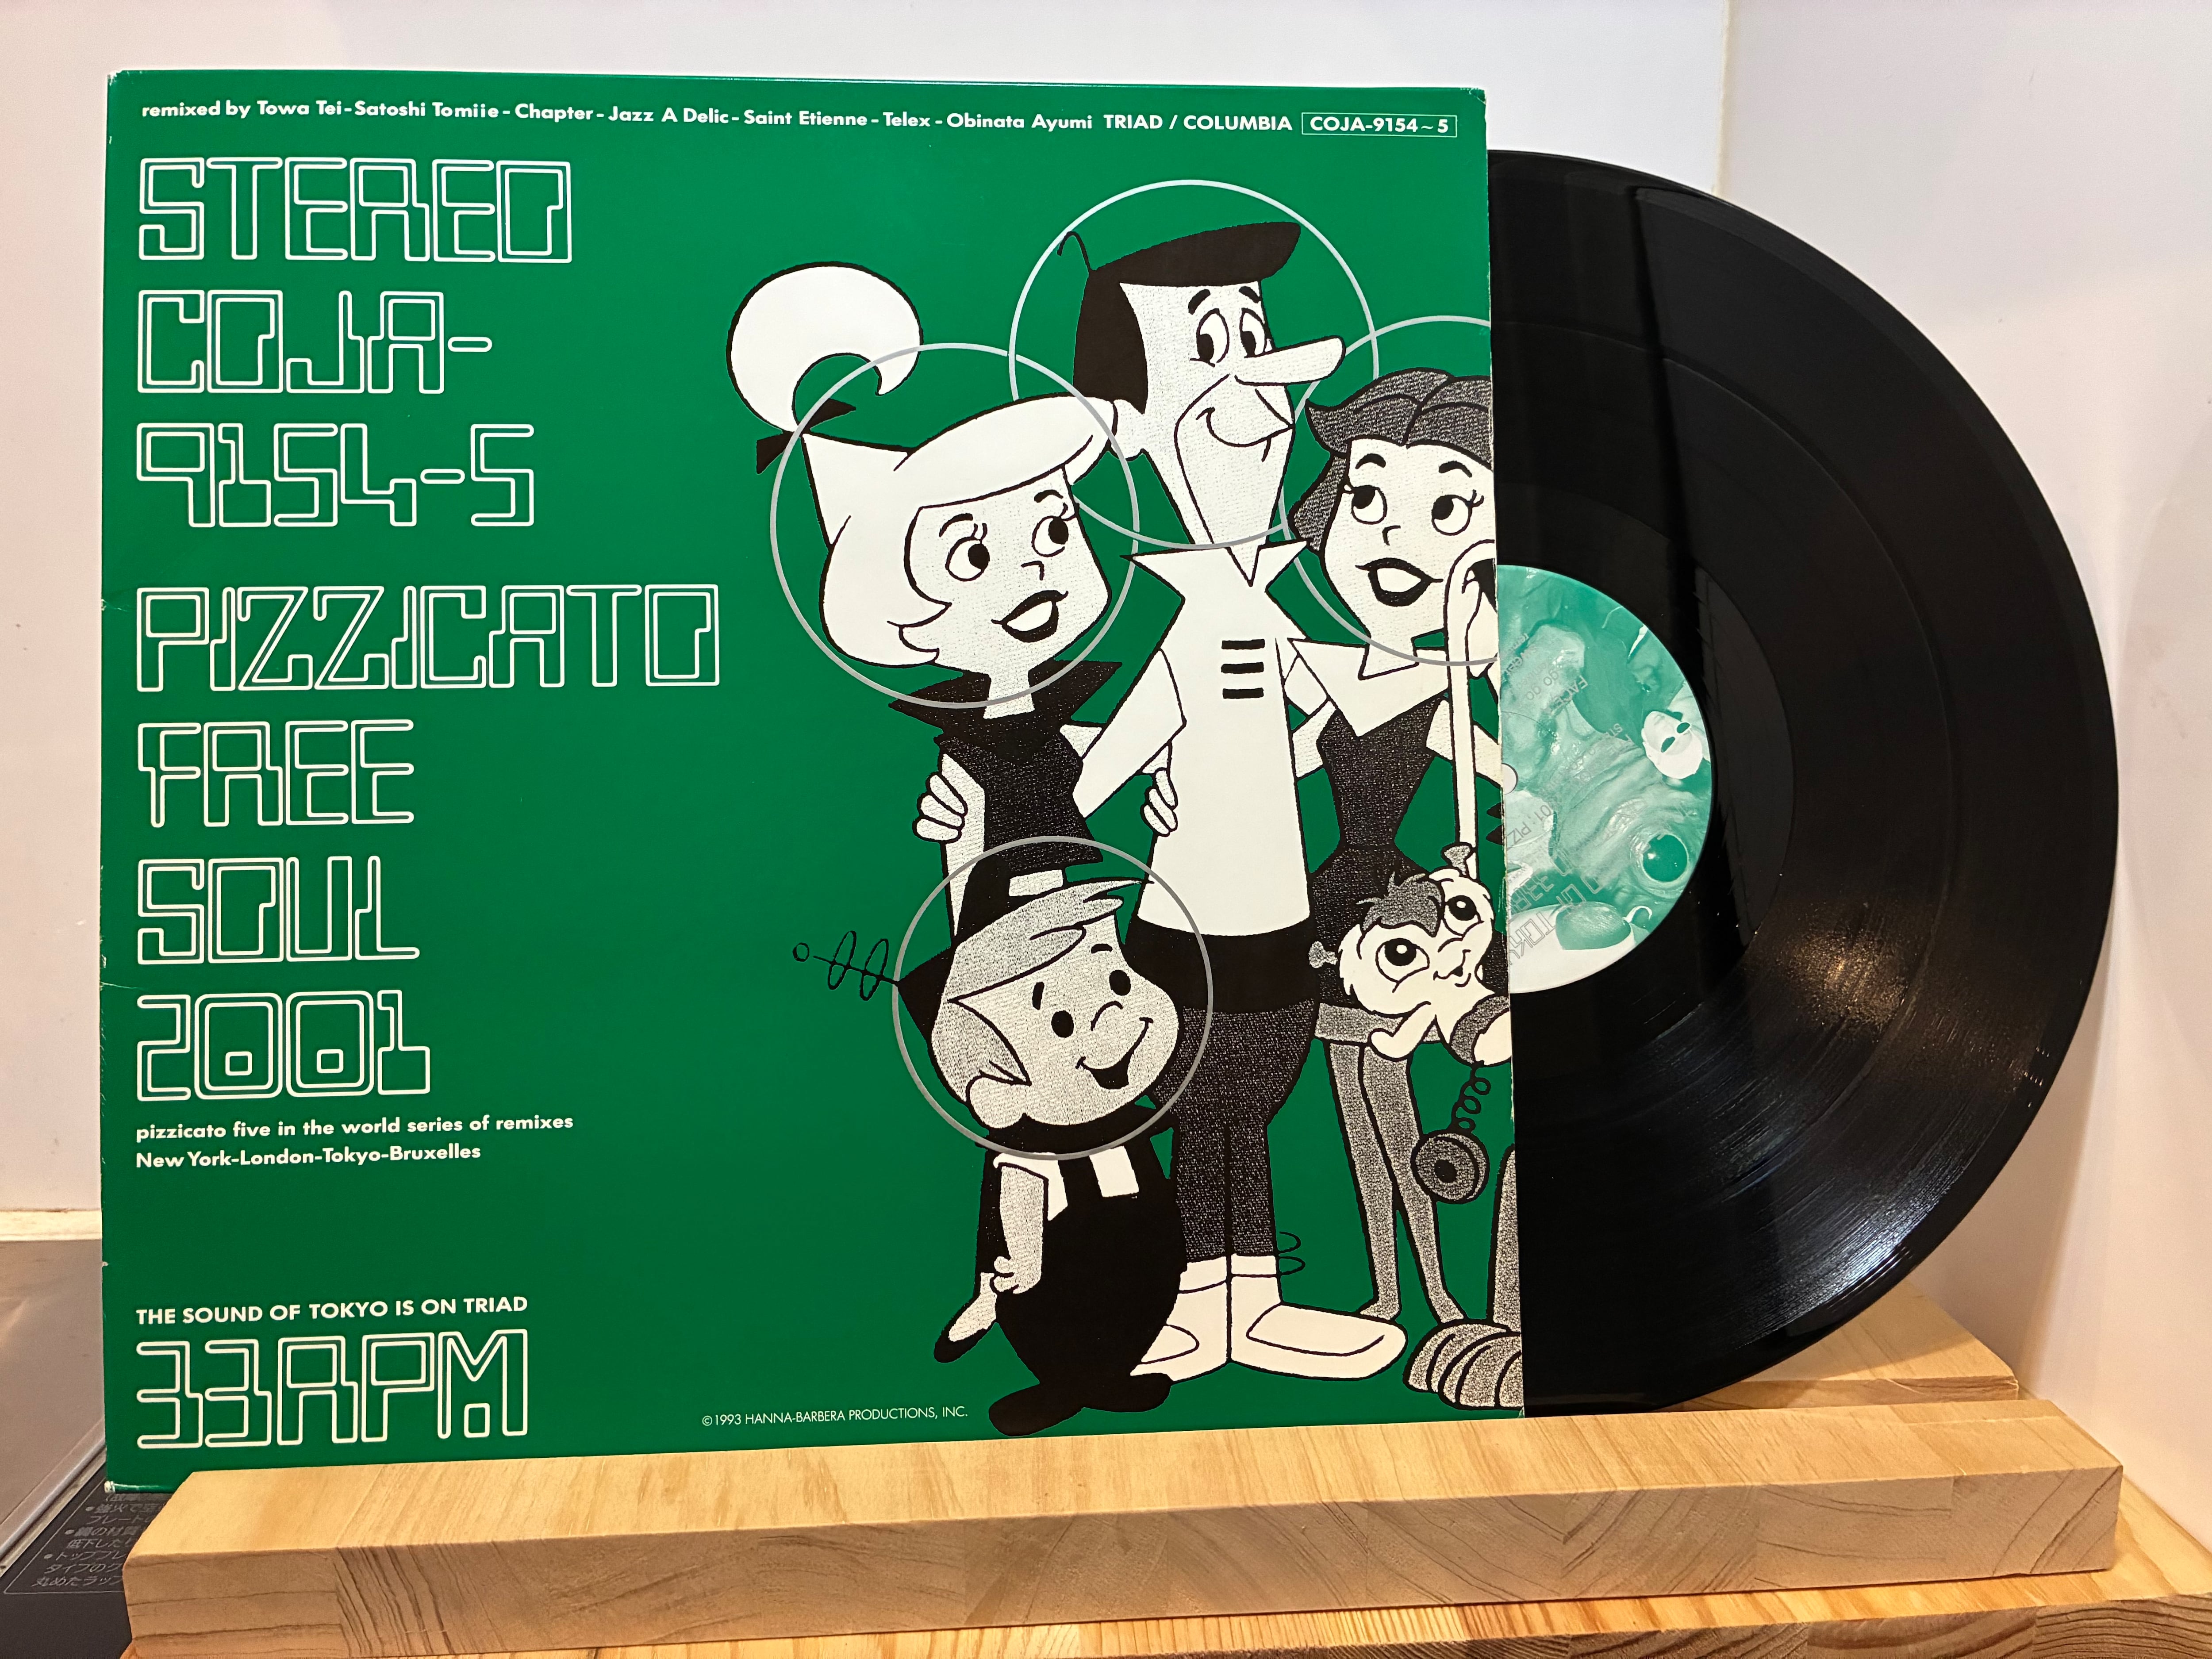 remixed by Towa Tei-Satoshi Tomiie-Chapter-Jazz A Delic-Saint Etienne-Telex-Obinata Ayumi TRIAD / COLUMBIA COJA-9154~5
STEREO
COJA-
9154-5
PIZZICATO
FREE
SOUL
2001
pizzicato five in the world series of remixes
New York-London-Tokyo-Bruxelles
THE SOUND OF TOKYO IS ON TRIAD
33RPM
©1993 HANNA-BARBERA PRODUCTIONS, INC.